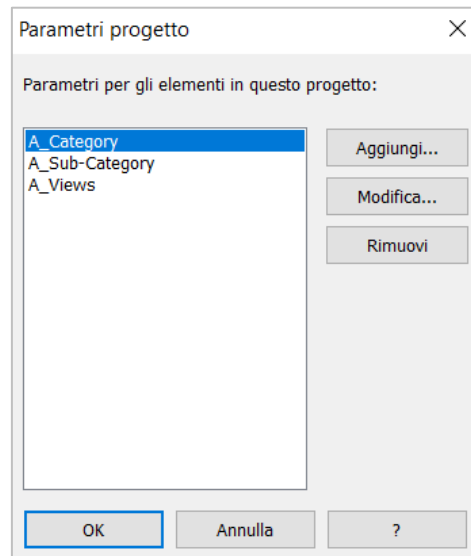 Parametri progetto
Parametri per gli elementi in questo progetto:
A_Category
A_Sub-Category
A_Views
Aggiungi...
Modifica...
Rimuovi
OK
Annulla
?